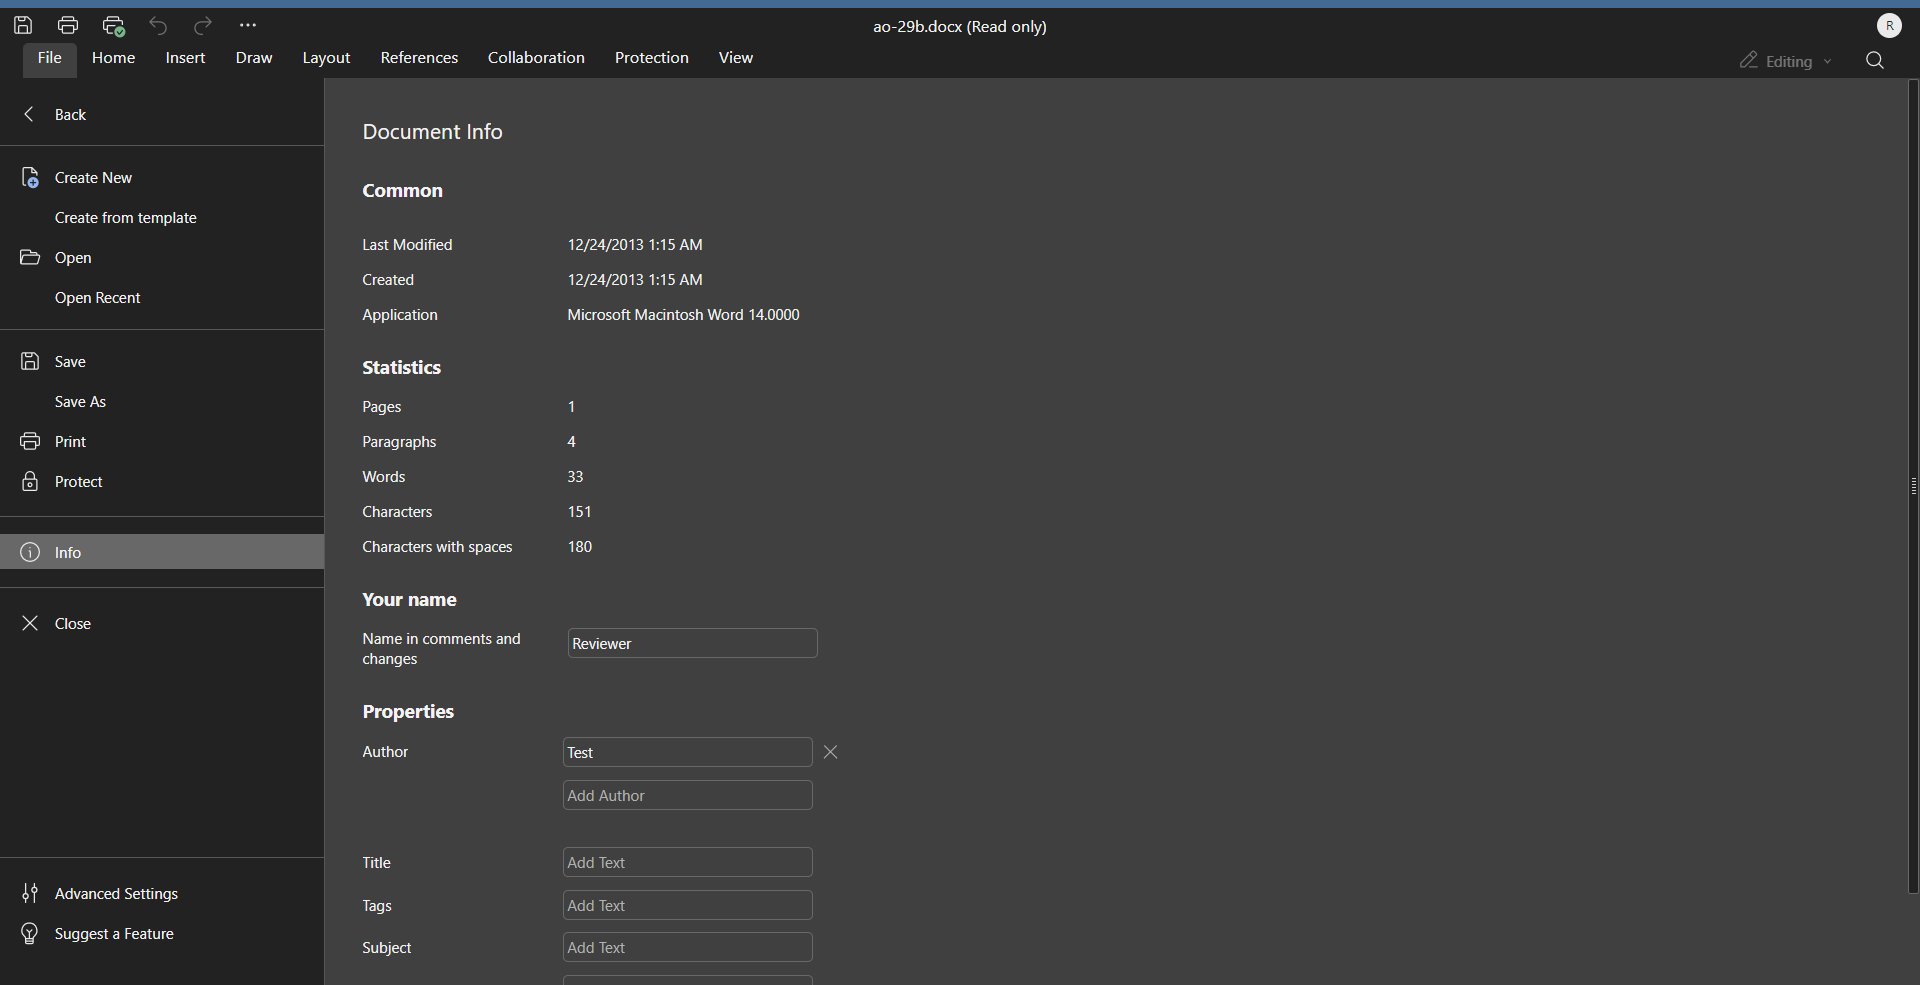 ao-29b.docx (Read only)
R
File Home Insert Draw Layout References Collaboration Protection View
Editing
Back
Create New
Create from template
Open
Open Recent
Save
Save As
Print
Protect
Info
Close
Advanced Settings
Suggest a Feature
Document Info
Common
Last Modified 12/24/2013 1:15 AM
Created 12/24/2013 1:15 AM
Application Microsoft Macintosh Word 14.0000
Statistics
Pages 1
Paragraphs 4
Words 33
Characters 151
Characters with spaces 180
Your name
Name in comments and
changes
Reviewer
Properties
Author Test
Add Author
Title Add Text
Tags Add Text
Subject Add Text